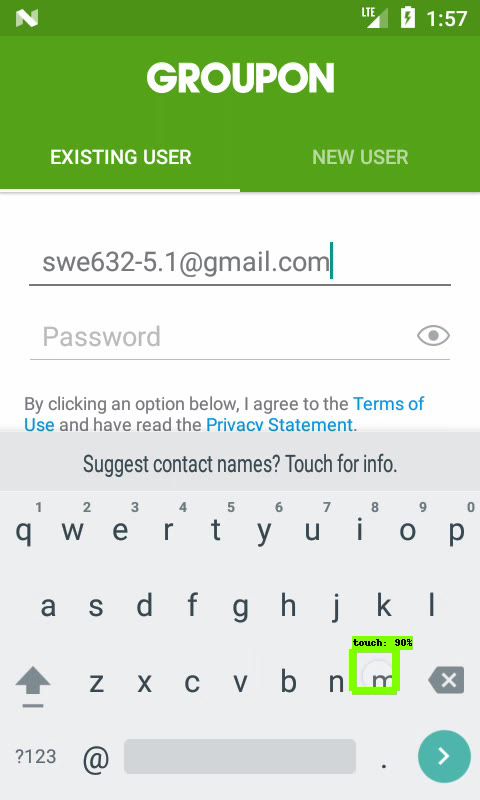 LTE 1:57
GROUPON
EXISTING USER NEW USER
swe632-5.1@gmail.com
Password
By clicking an option below, I agree to the Terms of
Use and have read the Privacy Statement.
Suggest contact names? Touch for info.
1 2 3 4 5 6 7 8 9 0
q w e r t y u i o p
a s d f g h j k l
touch: 90%
z x c v b n m
?123 @ .